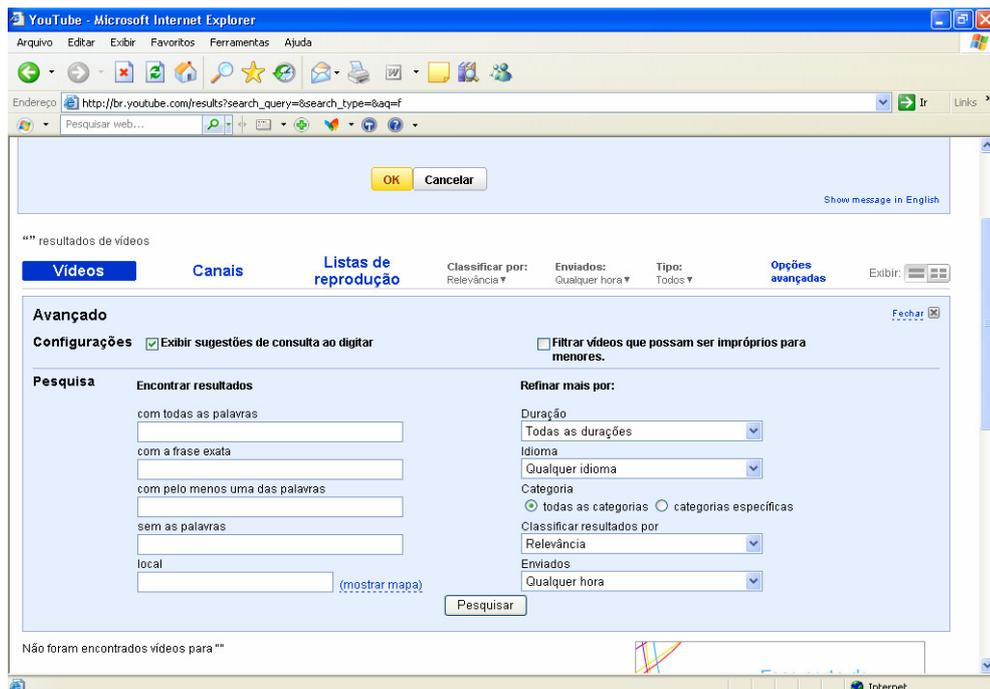 YouTube - Microsoft Internet Explorer
Arquivo Editar Exibir Favoritos Ferramentas Ajuda
Endereço http://br.youtube.com/results?search_query=&search_type=&aq=f Ir Links
Pesquisar web...
OK Cancelar
Show message in English
“” resultados de vídeos
Vídeos Canais Listas de reprodução Classificar por: Relevância Enviados: Qualquer hora Tipo: Todos Opções avançadas Exibir:
Avançado Fechar
Configurações Exibir sugestões de consulta ao digitar Filtrar vídeos que possam ser impróprios para
menores.
Pesquisa Encontrar resultados Refinar mais por:
com todas as palavras Duração
Todas as durações
com a frase exata Idioma
Qualquer idioma
com pelo menos uma das palavras Categoria
todas as categorias categorias específicas
sem as palavras Classificar resultados por
Relevância
local Enviados
(mostrar mapa) Qualquer hora
Pesquisar
Não foram encontrados vídeos para ""
Internet